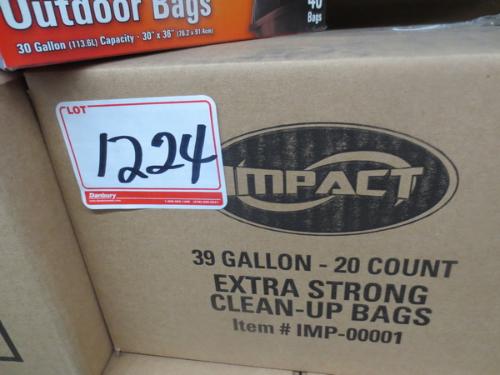 Outdoor Bags
40
Bags
30 Gallon (113.6L) Capacity - 30" x 36" (76.2 x 91.4cm)
LOT
1224
Danbury
IMPACT
39 GALLON - 20 COUNT
EXTRA STRONG
CLEAN-UP BAGS
Item # IMP-00001